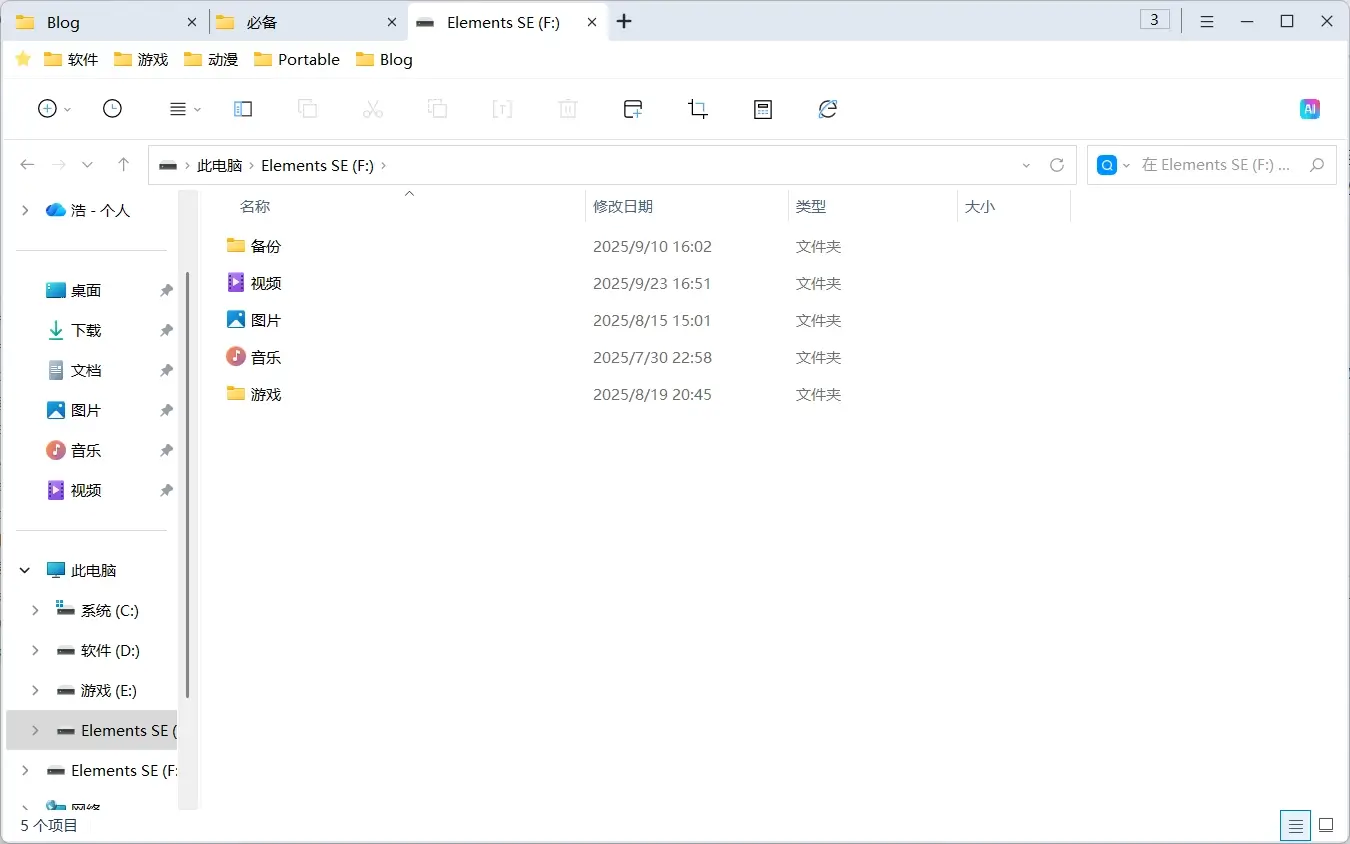 Blog
必备
Elements SE (F:)
3
软件
游戏
动漫
Portable
Blog
AI
此电脑 › Elements SE (F:) ›
在 Elements SE (F:) ...
浩 - 个人
桌面
下载
文档
图片
音乐
视频
此电脑
系统 (C:)
软件 (D:)
游戏 (E:)
Elements SE (
Elements SE (F:
网络
名称 修改日期 类型 大小
备份 2025/9/10 16:02 文件夹
视频 2025/9/23 16:51 文件夹
图片 2025/8/15 15:01 文件夹
音乐 2025/7/30 22:58 文件夹
游戏 2025/8/19 20:45 文件夹
5 个项目